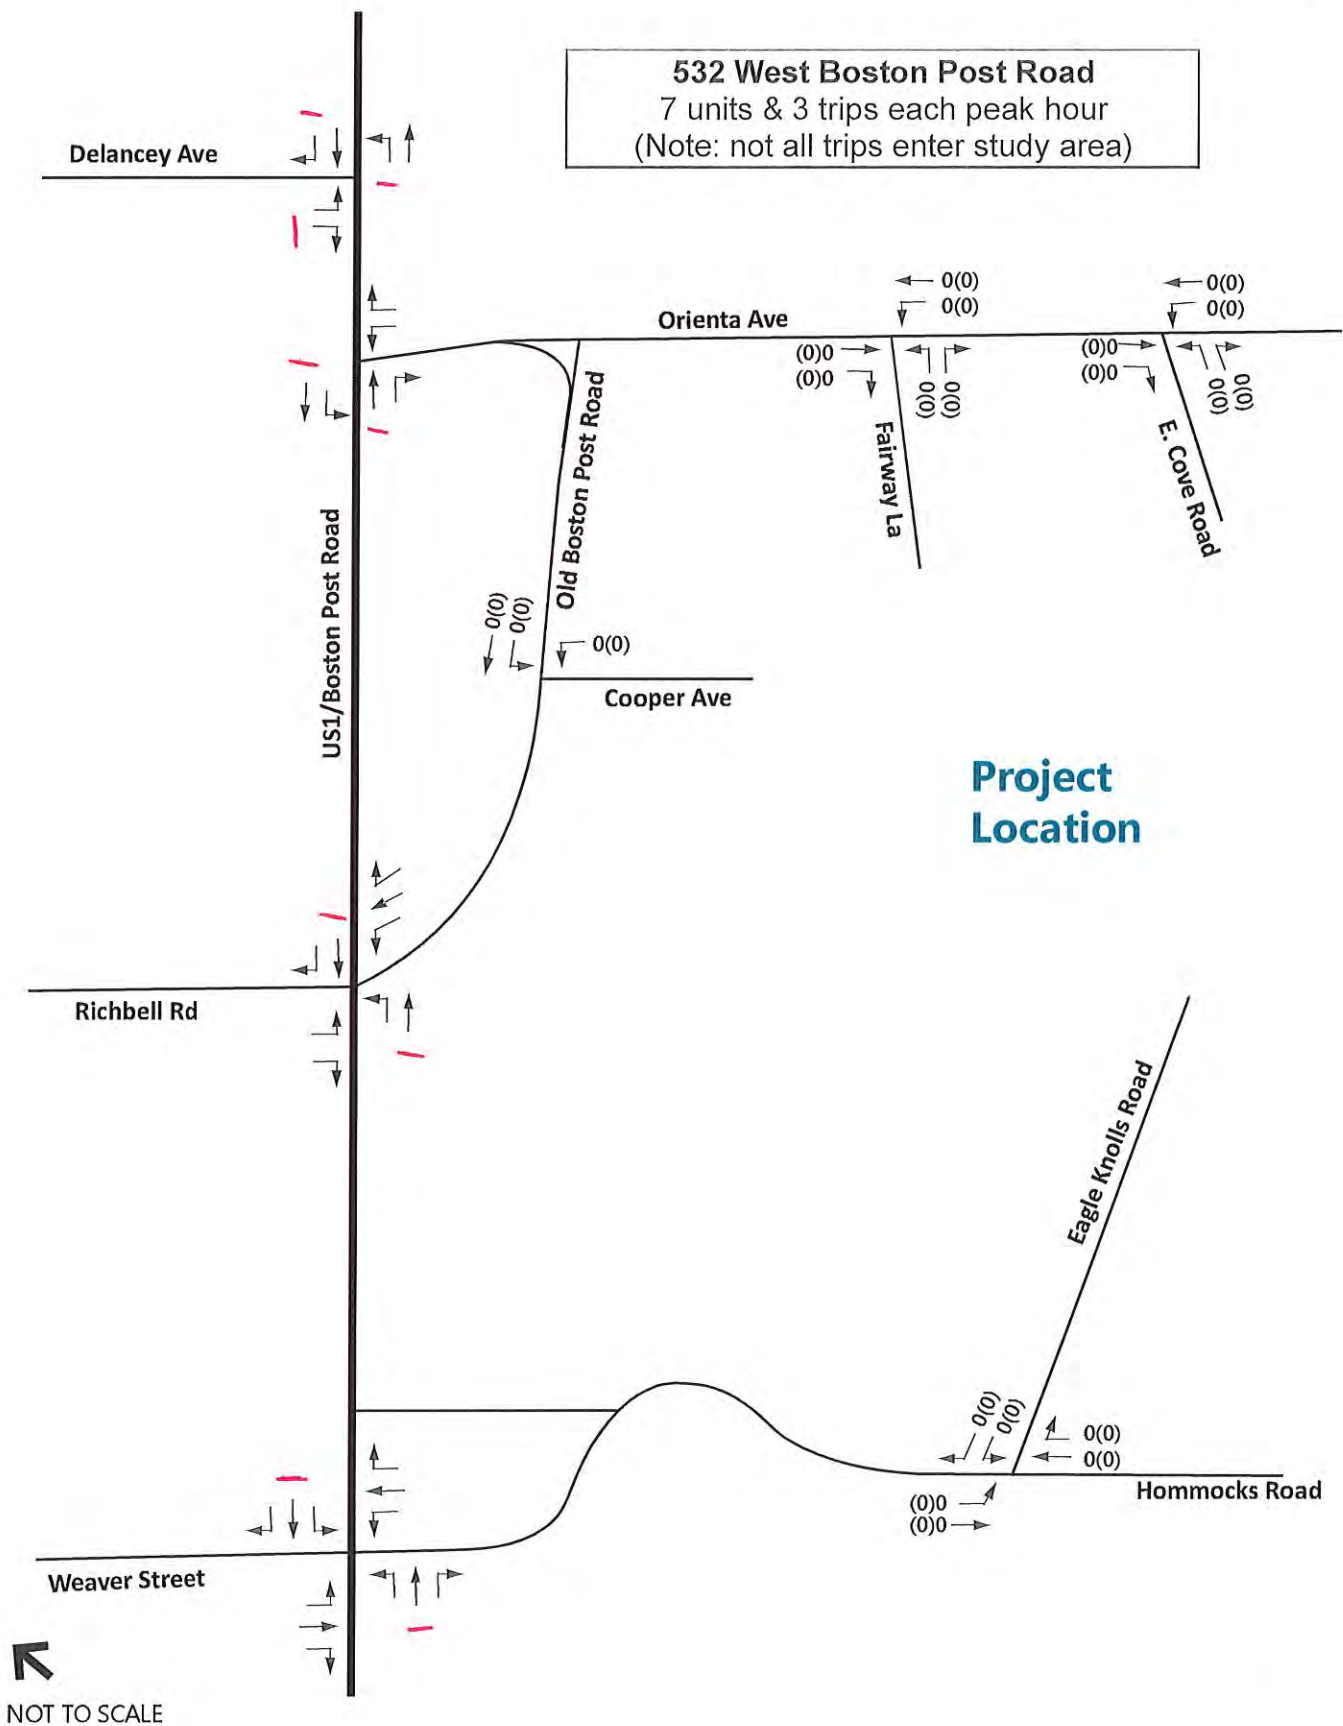 532 West Boston Post Road
7 units & 3 trips each peak hour
(Note: not all trips enter study area)
Delancey Ave
Orienta Ave
0(0)
0(0)
0(0)
0(0)
(0)0
(0)0
0(0)
0(0)
(0)0
(0)0
0(0)
0(0)
Fairway La
E. Cove Road
Old Boston Post Road
US1/Boston Post Road
0(0)
0(0)
0(0)
Cooper Ave
Project
Location
Richbell Rd
Eagle Knolls Road
0(0)
0(0)
0(0)
0(0)
(0)0
(0)0
Hommocks Road
Weaver Street
NOT TO SCALE